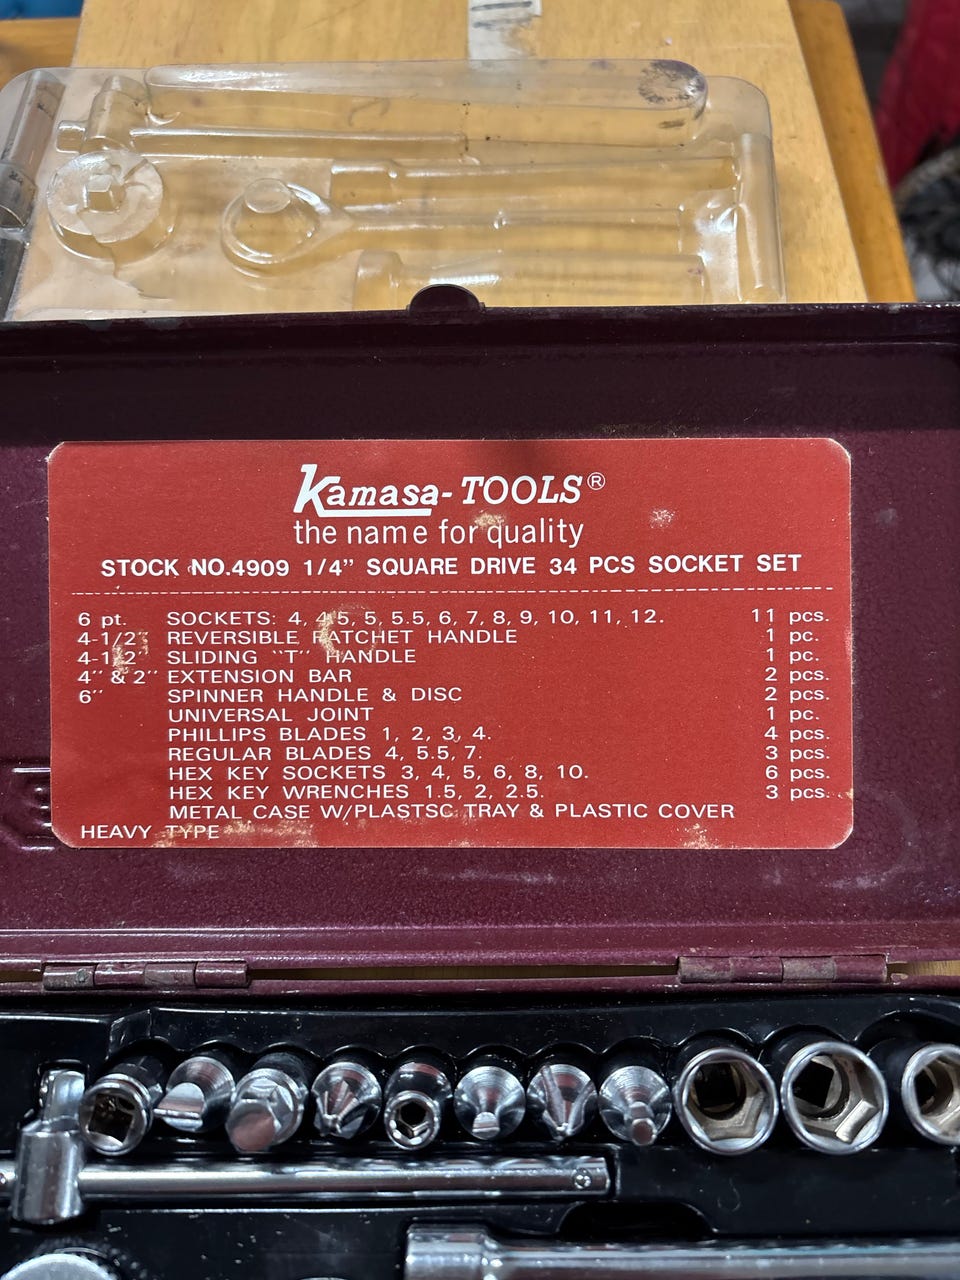 Kamasa-TOOLS®
the name for quality
STOCK NO.4909 1/4" SQUARE DRIVE 34 PCS SOCKET SET
6 pt. SOCKETS: 4, 4.5, 5, 5.5, 6, 7, 8, 9, 10, 11, 12. 11 pcs.
4-1/2" REVERSIBLE RATCHET HANDLE 1 pc.
4-1/2" SLIDING "T" HANDLE 1 pc.
4" & 2" EXTENSION BAR 2 pcs.
6" SPINNER HANDLE & DISC 2 pcs.
UNIVERSAL JOINT 1 pc.
PHILLIPS BLADES 1, 2, 3, 4. 4 pcs.
REGULAR BLADES 4, 5.5, 7. 3 pcs.
HEX KEY SOCKETS 3, 4, 5, 6, 8, 10. 6 pcs.
HEX KEY WRENCHES 1.5, 2, 2.5. 3 pcs.
METAL CASE W/PLASTSC TRAY & PLASTIC COVER
HEAVY TYPE